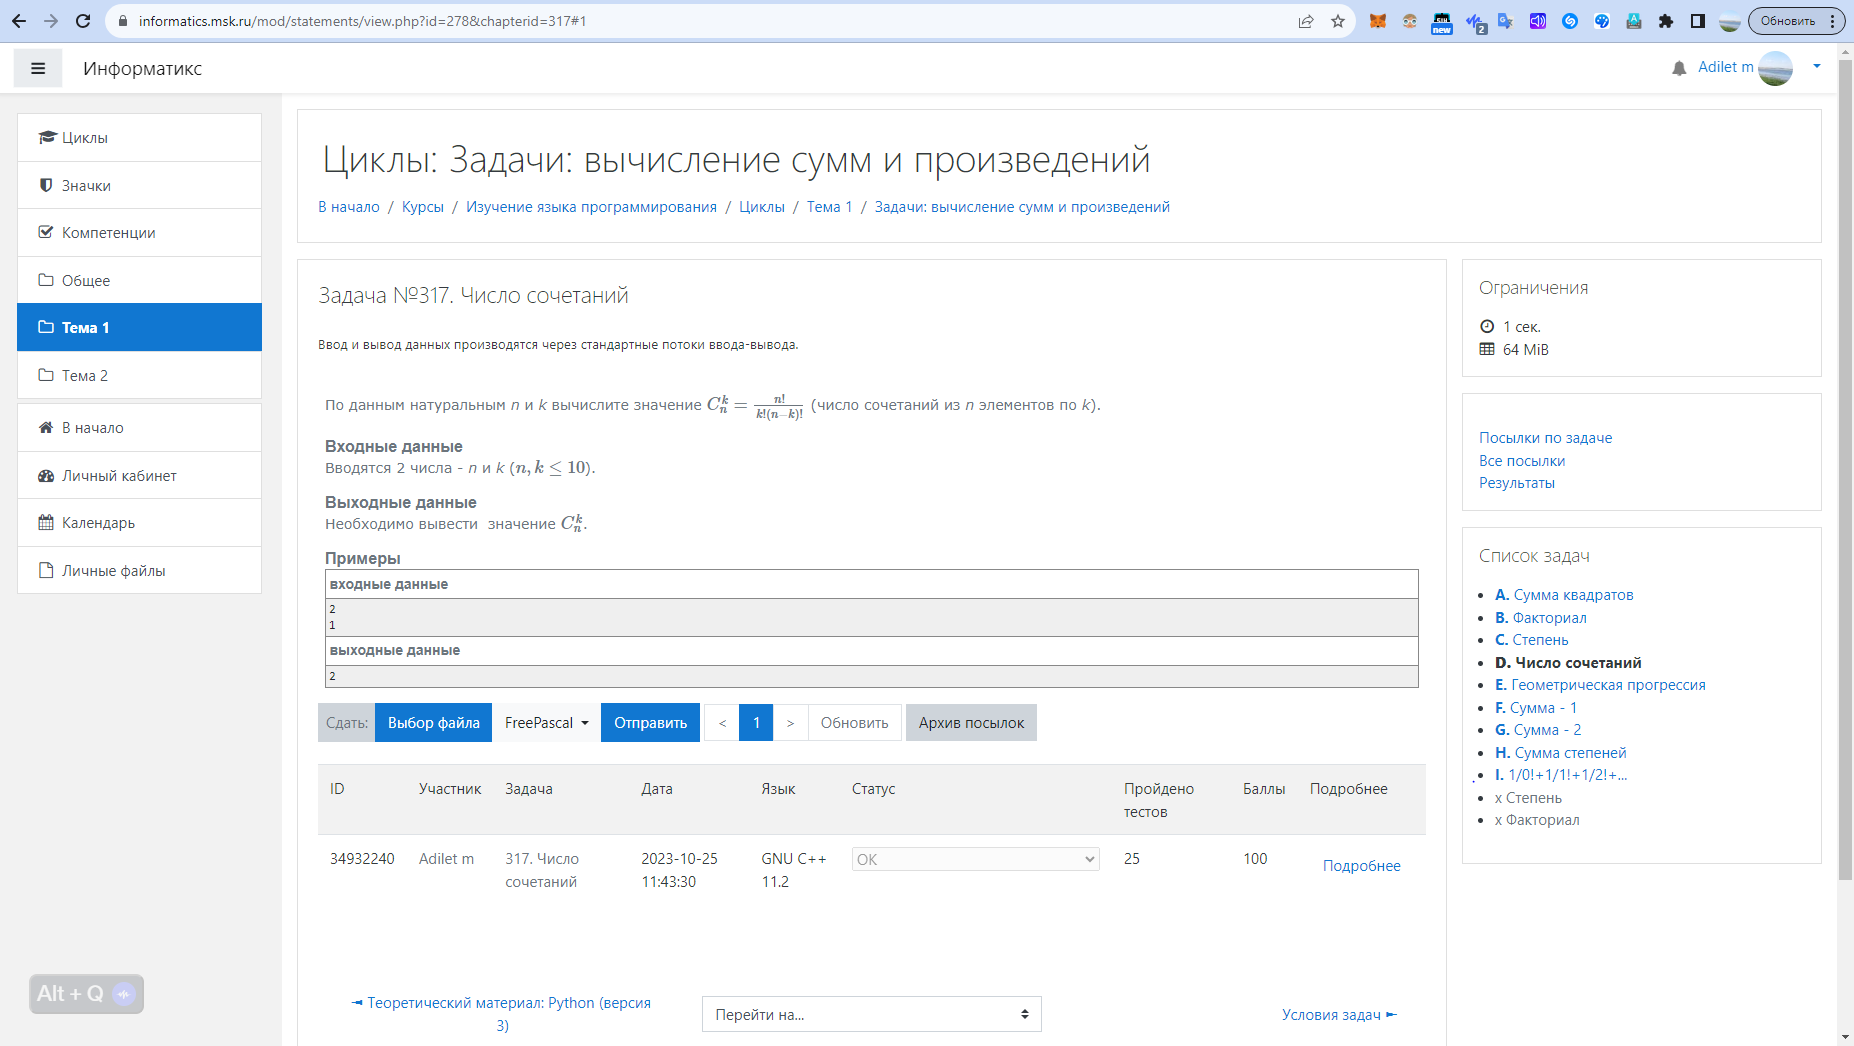 informatics.msk.ru/mod/statements/view.php?id=278&chapterid=317#1
new
2
Обновить
Информатикс
Adilet m
Циклы
Значки
Компетенции
Общее
Тема 1
Тема 2
В начало
Личный кабинет
Календарь
Личные файлы
Циклы: Задачи: вычисление сумм и произведений
В начало / Курсы / Изучение языка программирования / Циклы / Тема 1 / Задачи: вычисление сумм и произведений
Задача №317. Число сочетаний
Ввод и вывод данных производятся через стандартные потоки ввода-вывода.
По данным натуральным n и k вычислите значение C_n^k = n!/(k!(n−k)!) (число сочетаний из n элементов по k).
Входные данные
Вводятся 2 числа - n и k (n, k ≤ 10).
Выходные данные
Необходимо вывести значение C_n^k.
Примеры
входные данные
2
1
выходные данные
2
Сдать: Выбор файла FreePascal Отправить < 1 > Обновить Архив посылок
ID Участник Задача Дата Язык Статус Пройдено тестов Баллы Подробнее
34932240 Adilet m 317. Число сочетаний 2023-10-25 11:43:30 GNU C++ 11.2 OK 25 100 Подробнее
Ограничения
1 сек.
64 MiB
Посылки по задаче
Все посылки
Результаты
Список задач
A. Сумма квадратов
B. Факториал
C. Степень
D. Число сочетаний
E. Геометрическая прогрессия
F. Сумма - 1
G. Сумма - 2
H. Сумма степеней
I. 1/0!+1/1!+1/2!+...
x Степень
x Факториал
Alt + Q
◄ Теоретический материал: Python (версия
3)
Перейти на...
Условия задач ►